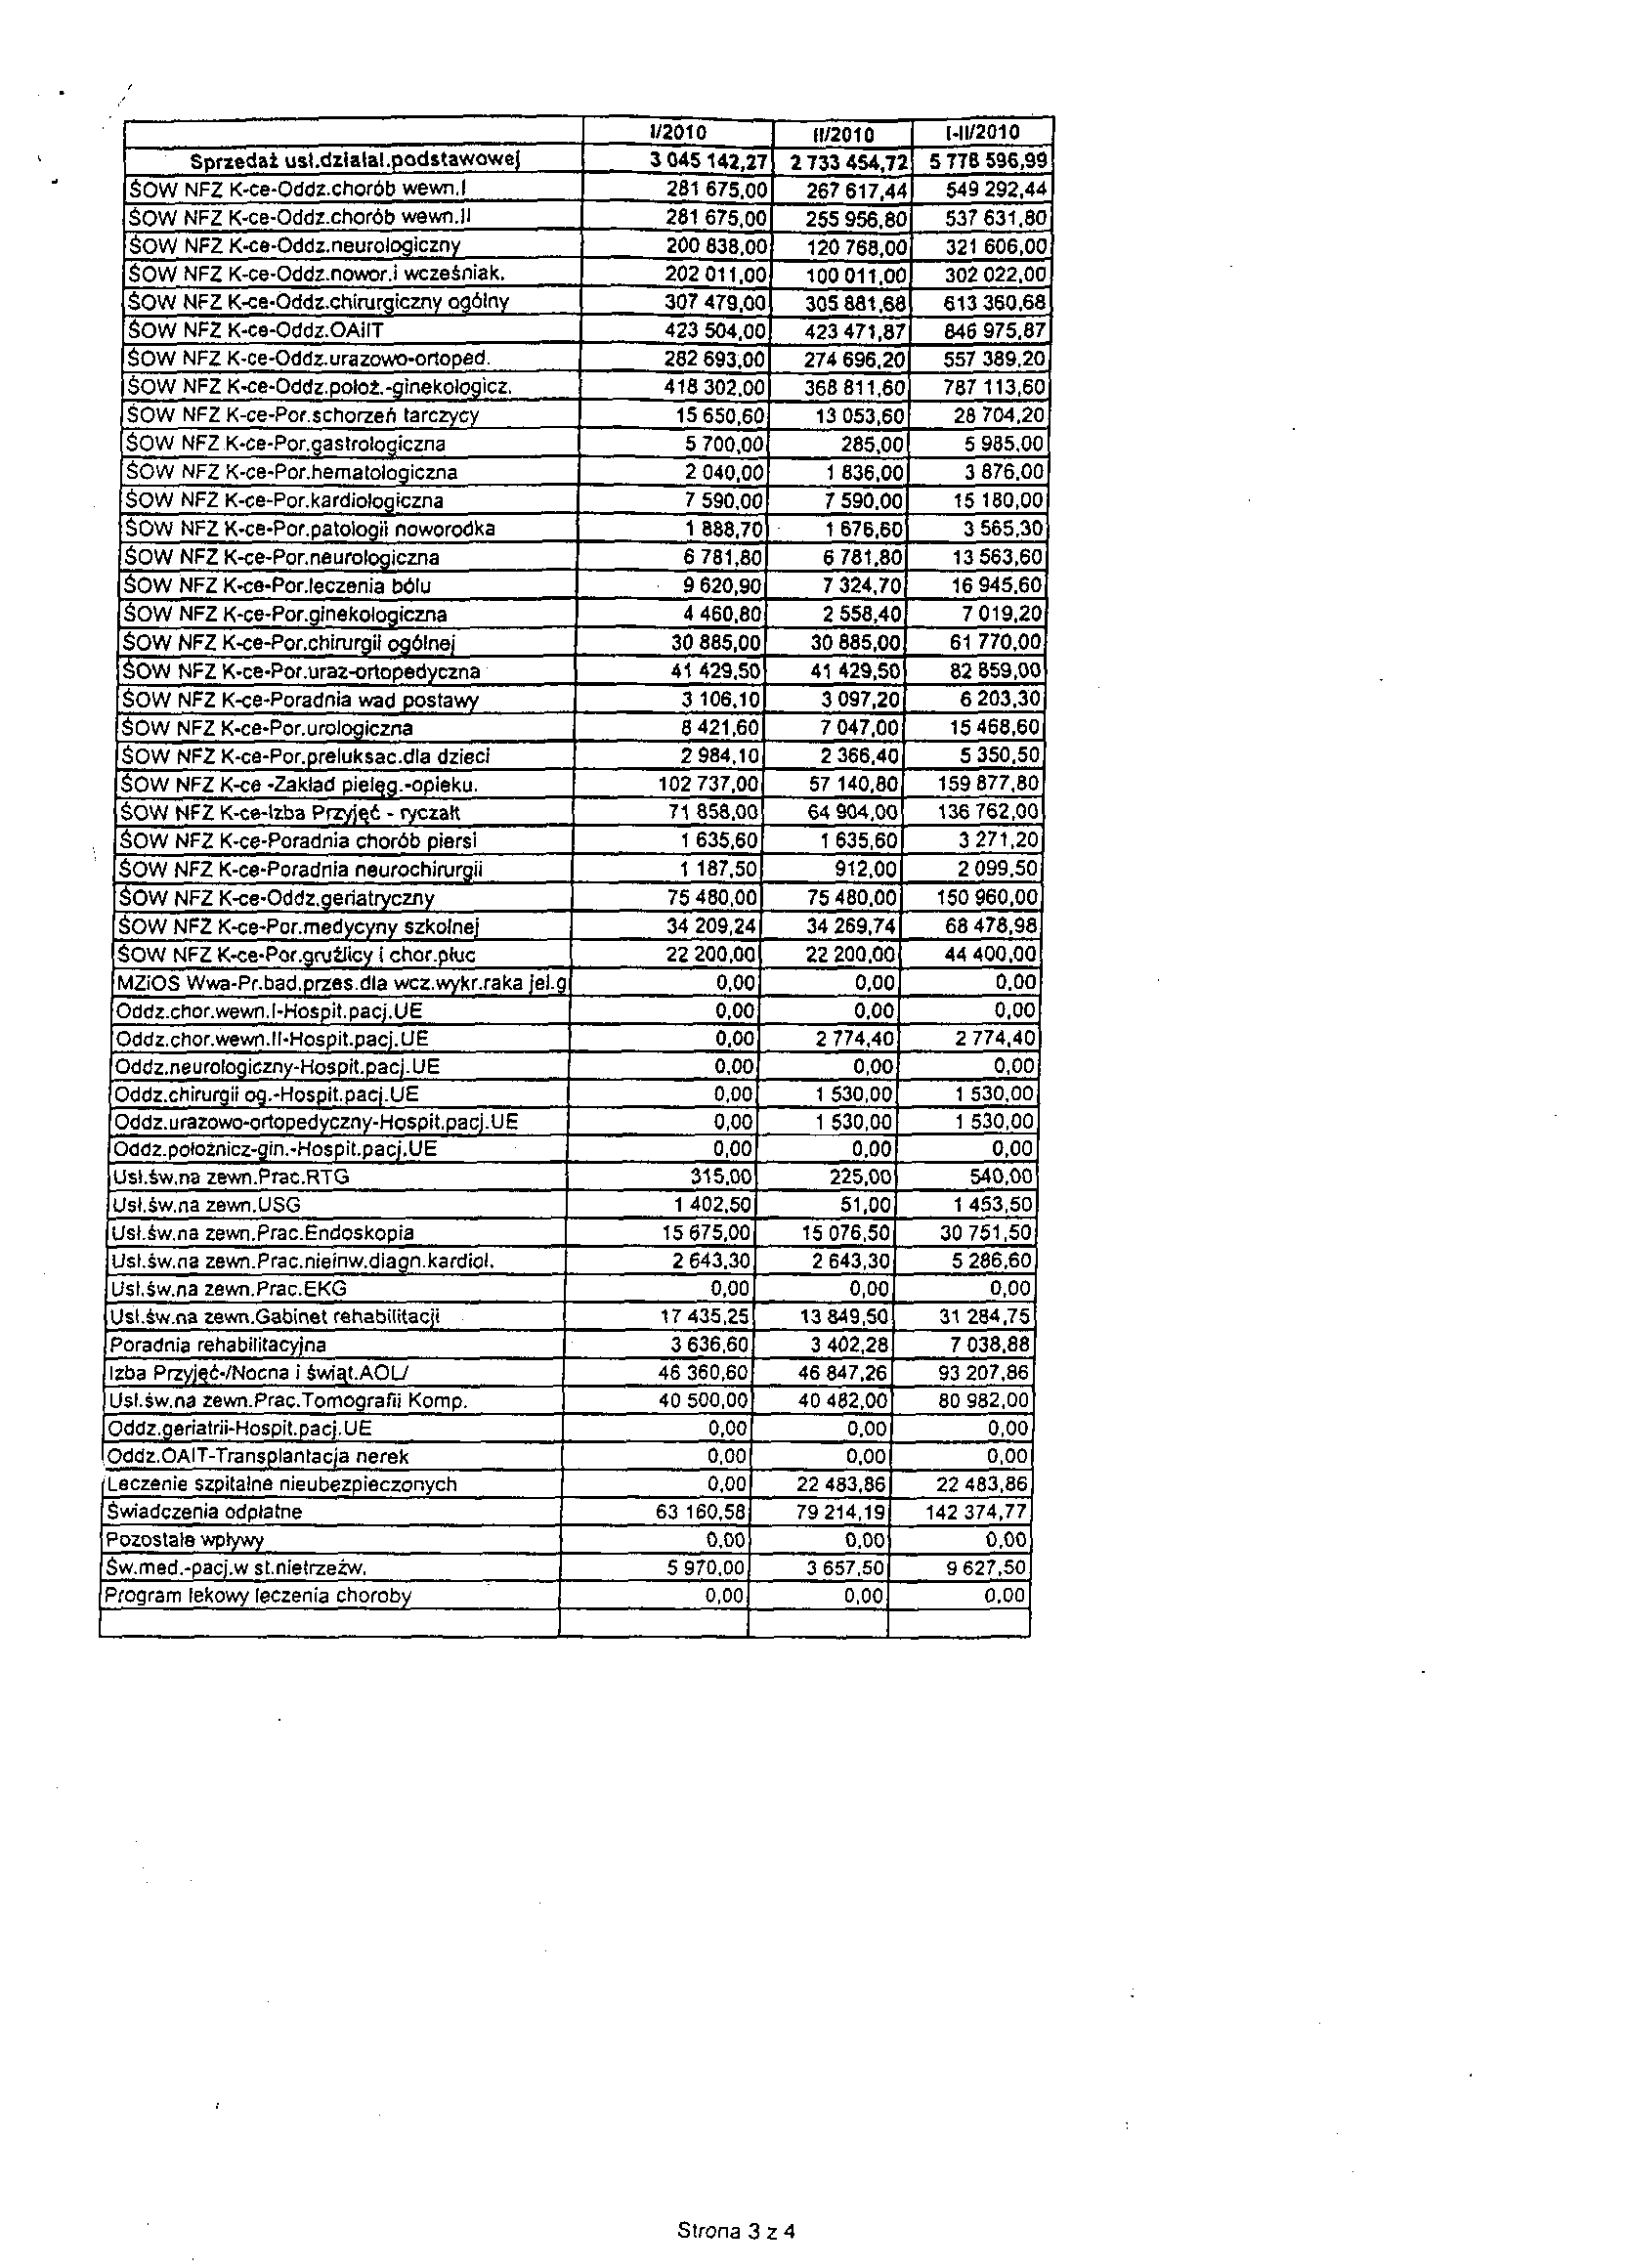 I/2010 II/2010 I-II/2010
Sprzedaż usł.działal.podstawowej 3 045 142,27 2 733 454,72 5 778 596,99
ŚOW NFZ K-ce-Oddz.chorób wewn.I 281 675,00 267 617,44 549 292,44
ŚOW NFZ K-ce-Oddz.chorób wewn.II 281 675,00 255 956,80 537 631,80
ŚOW NFZ K-ce-Oddz.neurologiczny 200 838,00 120 768,00 321 606,00
ŚOW NFZ K-ce-Oddz.nowor.i wcześniak. 202 011,00 100 011,00 302 022,00
ŚOW NFZ K-ce-Oddz.chirurgiczny ogólny 307 479,00 305 881,68 613 360,68
ŚOW NFZ K-ce-Oddz.OAiIT 423 504,00 423 471,87 846 975,87
ŚOW NFZ K-ce-Oddz.urazowo-ortoped. 282 693,00 274 696,20 557 389,20
ŚOW NFZ K-ce-Oddz.położ.-ginekologicz. 418 302,00 368 811,60 787 113,60
ŚOW NFZ K-ce-Por.schorzeń tarczycy 15 650,60 13 053,60 28 704,20
ŚOW NFZ K-ce-Por.gastrologiczna 5 700,00 285,00 5 985,00
ŚOW NFZ K-ce-Por.hematologiczna 2 040,00 1 836,00 3 876,00
ŚOW NFZ K-ce-Por.kardiologiczna 7 590,00 7 590,00 15 180,00
ŚOW NFZ K-ce-Por.patologii noworodka 1 888,70 1 676,60 3 565,30
ŚOW NFZ K-ce-Por.neurologiczna 6 781,80 6 781,80 13 563,60
ŚOW NFZ K-ce-Por.leczenia bólu 9 620,90 7 324,70 16 945,60
ŚOW NFZ K-ce-Por.ginekologiczna 4 460,80 2 558,40 7 019,20
ŚOW NFZ K-ce-Por.chirurgii ogólnej 30 885,00 30 885,00 61 770,00
ŚOW NFZ K-ce-Por.uraz-ortopedyczna 41 429,50 41 429,50 82 859,00
ŚOW NFZ K-ce-Poradnia wad postawy 3 106,10 3 097,20 6 203,30
ŚOW NFZ K-ce-Por.urologiczna 8 421,60 7 047,00 15 468,60
ŚOW NFZ K-ce-Por.preluksac.dla dzieci 2 984,10 2 366,40 5 350,50
ŚOW NFZ K-ce -Zakład pielęg.-opieku. 102 737,00 57 140,80 159 877,80
ŚOW NFZ K-ce-Izba Przyjęć - ryczałt 71 858,00 64 904,00 136 762,00
ŚOW NFZ K-ce-Poradnia chorób piersi 1 635,60 1 635,60 3 271,20
ŚOW NFZ K-ce-Poradnia neurochirurgii 1 187,50 912,00 2 099,50
ŚOW NFZ K-ce-Oddz.geriatryczny 75 480,00 75 480,00 150 960,00
ŚOW NFZ K-ce-Por.medycyny szkolnej 34 209,24 34 269,74 68 478,98
ŚOW NFZ K-ce-Por.gruźlicy i chor.płuc 22 200,00 22 200,00 44 400,00
MZiOS Wwa-Pr.bad.przes.dla wcz.wykr.raka jel.g 0,00 0,00 0,00
Oddz.chor.wewn.I-Hospit.pacj.UE 0,00 0,00 0,00
Oddz.chor.wewn.II-Hospit.pacj.UE 0,00 2 774,40 2 774,40
Oddz.neurologiczny-Hospit.pacj.UE 0,00 0,00 0,00
Oddz.chirurgii og.-Hospit.pacj.UE 0,00 1 530,00 1 530,00
Oddz.urazowo-ortopedyczny-Hospit.pacj.UE 0,00 1 530,00 1 530,00
Oddz.położnicz-gin.-Hospit.pacj.UE 0,00 0,00 0,00
Usł.św.na zewn.Prac.RTG 315,00 225,00 540,00
Usł.św.na zewn.USG 1 402,50 51,00 1 453,50
Usł.św.na zewn.Prac.Endoskopia 15 675,00 15 076,50 30 751,50
Usł.św.na zewn.Prac.nieinw.diagn.kardiol. 2 643,30 2 643,30 5 286,60
Usł.św.na zewn.Prac.EKG 0,00 0,00 0,00
Usł.św.na zewn.Gabinet rehabilitacji 17 435,25 13 849,50 31 284,75
Poradnia rehabilitacyjna 3 636,60 3 402,28 7 038,88
Izba Przyjęć-/Nocna i świąt.AOL/ 46 360,60 46 847,26 93 207,86
Usł.św.na zewn.Prac.Tomografii Komp. 40 500,00 40 482,00 80 982,00
Oddz.geriatrii-Hospit.pacj.UE 0,00 0,00 0,00
Oddz.OAIT-Transplantacja nerek 0,00 0,00 0,00
Leczenie szpitalne nieubezpieczonych 0,00 22 483,86 22 483,86
Świadczenia odpłatne 63 160,58 79 214,19 142 374,77
Pozostałe wpływy 0,00 0,00 0,00
Św.med.-pacj.w st.nietrzeźw. 5 970,00 3 657,50 9 627,50
Program lekowy leczenia choroby 0,00 0,00 0,00
Strona 3 z 4